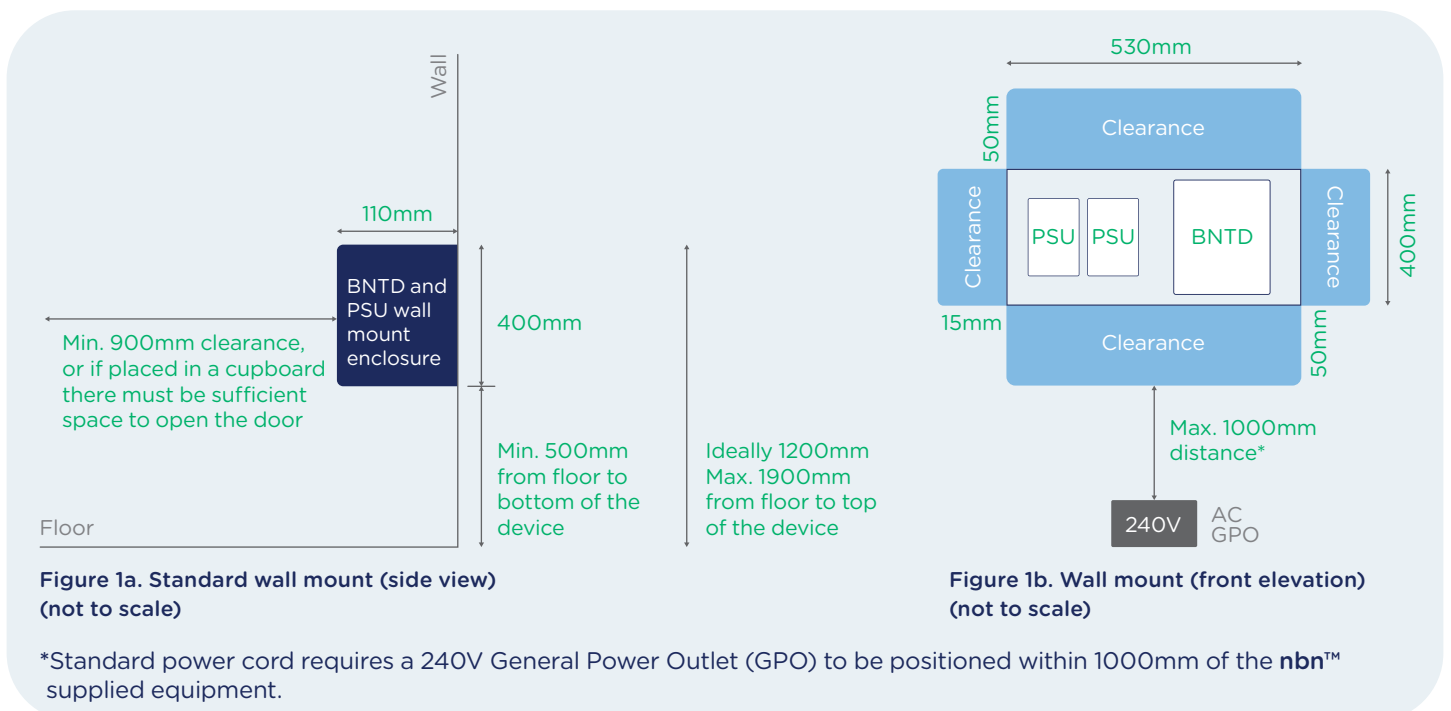 Wall
110mm
BNTD and
PSU wall
mount
enclosure
400mm
Min. 900mm clearance,
or if placed in a cupboard
there must be sufficient
space to open the door
Min. 500mm
from floor to
bottom of the
device
Ideally 1200mm
Max. 1900mm
from floor to top
of the device
Floor
Figure 1a. Standard wall mount (side view)
(not to scale)
530mm
50mm
Clearance
Clearance
PSU
PSU
BNTD
Clearance
400mm
15mm
Clearance
50mm
Max. 1000mm
distance*
240V
AC
GPO
Figure 1b. Wall mount (front elevation)
(not to scale)
*Standard power cord requires a 240V General Power Outlet (GPO) to be positioned within 1000mm of the nbn™
supplied equipment.